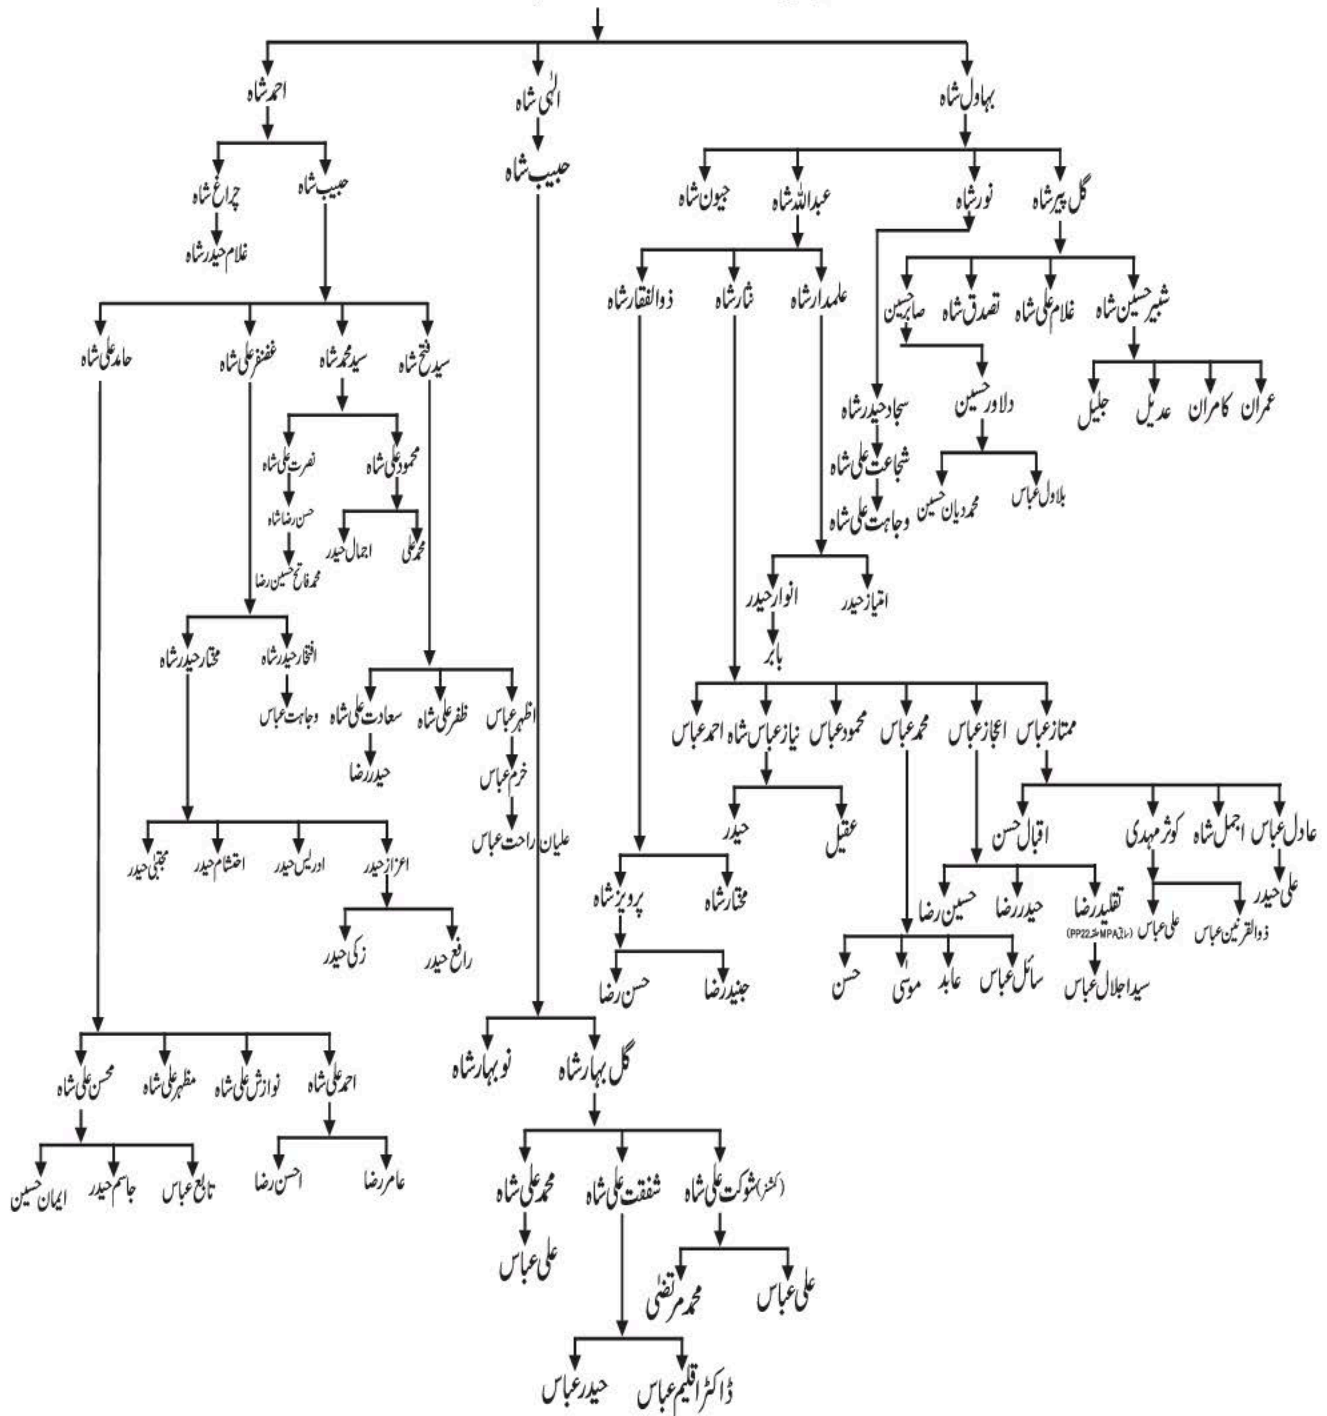 بہاول شاہ
الٰہی شاہ
احمد شاہ
گل پیر شاہ
نور شاہ
عبداللہ شاہ
جیون شاہ
حبیب شاہ
حبیب شاہ
چراغ شاہ
غلام حیدر شاہ
شبیر حسین شاہ
غلام علی شاہ
تصدق شاہ
صابر حسین
علمدار شاہ
نثار شاہ
ذوالفقار شاہ
سید فتح شاہ
سید محمد شاہ
غضنفر علی شاہ
حامد علی شاہ
عمران
کامران
عدیل
جلیل
دلاور حسین
سجاد حیدر شاہ
شجاعت علی شاہ
وجاہت علی شاہ
بلاول عباس
محمد دیان حسین
محمود علی شاہ
نصرت علی شاہ
حسن رضا شاہ
محمد فاتح حسین رضا
محمد علی
اجمال حیدر
امتیاز حیدر
انوار حیدر
بابر
افتخار حیدر شاہ
مختار حیدر شاہ
وجاہت عباس
اظہر عباس
ظفر علی شاہ
سعادت علی شاہ
حیدر رضا
خرم عباس
علیان راحت عباس
ممتاز عباس
اعجاز عباس
محمد عباس
محمود عباس
نیاز عباس شاہ
احمد عباس
عقیل
حیدر
عادل عباس
اجمل شاہ
کوثر مہدی
اقبال حسن
اعزاز حیدر
ادریس حیدر
احتشام حیدر
مجتبیٰ حیدر
مختار شاہ
پرویز شاہ
علی حیدر
تقلید رضا
حیدر رضا
حسین رضا
ذوالقرنین عباس
علی عباس
(سابق MPA حلقہ PP22)
رافع حیدر
زکی حیدر
سید اجلال عباس
سائل عباس
عابد
موسیٰ
حسن
جنید رضا
حسن رضا
گل بہار شاہ
نو بہار شاہ
احمد علی شاہ
نوازش علی شاہ
مظہر علی شاہ
محسن علی شاہ
عامر رضا
احسن رضا
تابع عباس
جاسم حیدر
ایمان حسین
شوکت علی شاہ (کمشنر)
شفقت علی شاہ
محمد علی شاہ
علی عباس
محمد مرتضیٰ
علی عباس
ڈاکٹر اقلیم عباس
حیدر عباس